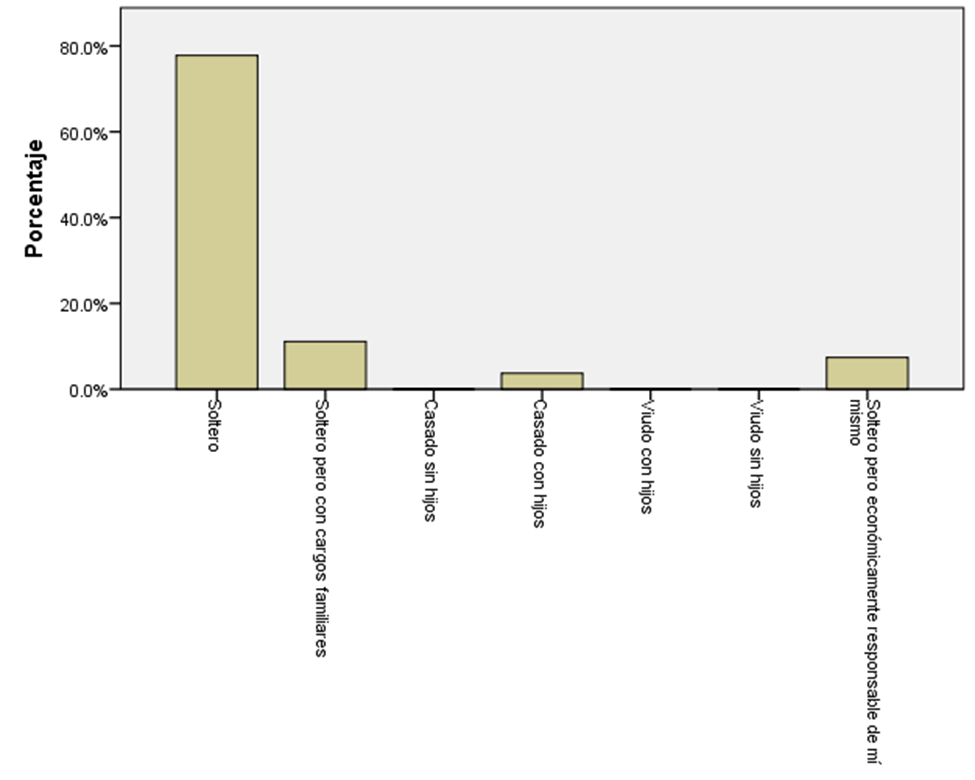 Porcentaje
80.0%
60.0%
40.0%
20.0%
0.0%
Soltero
Soltero pero con cargos familiares
Casado sin hijos
Casado con hijos
Viudo con hijos
Viudo sin hijos
Soltero pero económicamente responsable de mí
mismo